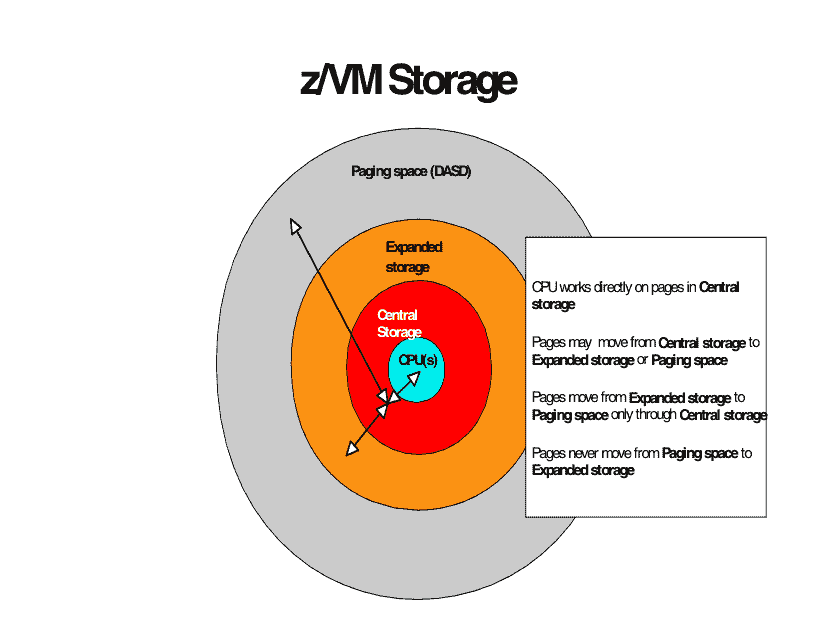 z/VM Storage
Paging space (DASD)
Expanded
storage
Central
Storage
CPU(s)
CPU works directly on pages in Central
storage
Pages may move from Central storage to
Expanded storage or Paging space
Pages move from Expanded storage to
Paging space only through Central storage
Pages never move from Paging space to
Expanded storage